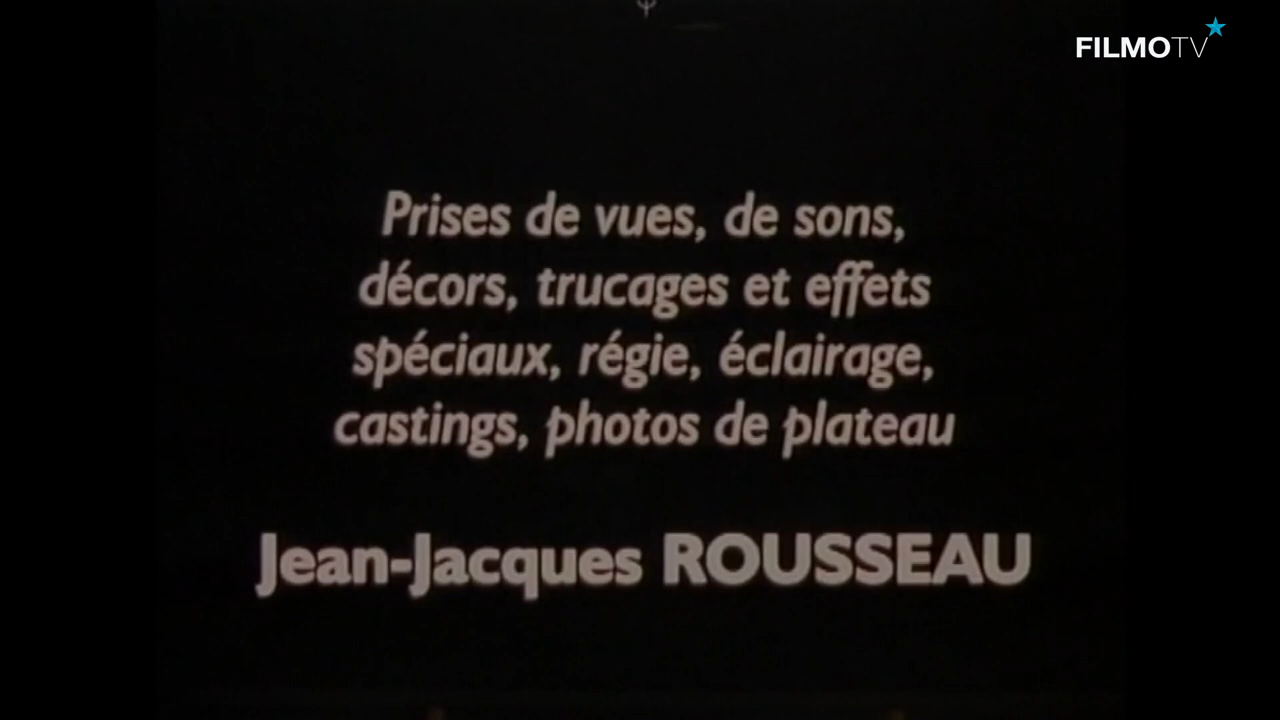 FILMOTV
Prises de vues, de sons,
décors, trucages et effets
spéciaux, régie, éclairage,
castings, photos de plateau
Jean-Jacques ROUSSEAU